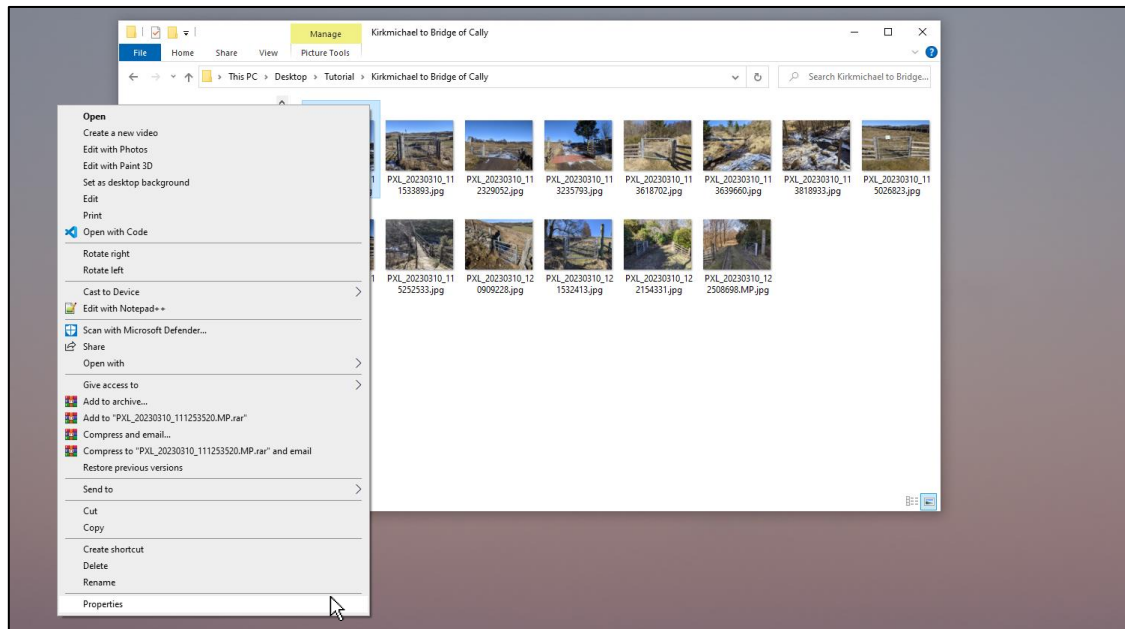 Manage
Kirkmichael to Bridge of Cally
File
Home
Share
View
Picture Tools
This PC > Desktop > Tutorial > Kirkmichael to Bridge of Cally
Search Kirkmichael to Bridge...
PXL_20230310_11
1533893.jpg
PXL_20230310_11
2329052.jpg
PXL_20230310_11
3235793.jpg
PXL_20230310_11
3618702.jpg
PXL_20230310_11
3639660.jpg
PXL_20230310_11
3818933.jpg
PXL_20230310_11
5026823.jpg
PXL_20230310_11
5252533.jpg
PXL_20230310_12
0909228.jpg
PXL_20230310_12
1532413.jpg
PXL_20230310_12
2154331.jpg
PXL_20230310_12
2508698.MP.jpg
Open
Create a new video
Edit with Photos
Edit with Paint 3D
Set as desktop background
Edit
Print
Open with Code
Rotate right
Rotate left
Cast to Device
Edit with Notepad++
Scan with Microsoft Defender...
Share
Open with
Give access to
Add to archive...
Add to "PXL_20230310_111253520.MP.rar"
Compress and email...
Compress to "PXL_20230310_111253520.MP.rar" and email
Restore previous versions
Send to
Cut
Copy
Create shortcut
Delete
Rename
Properties